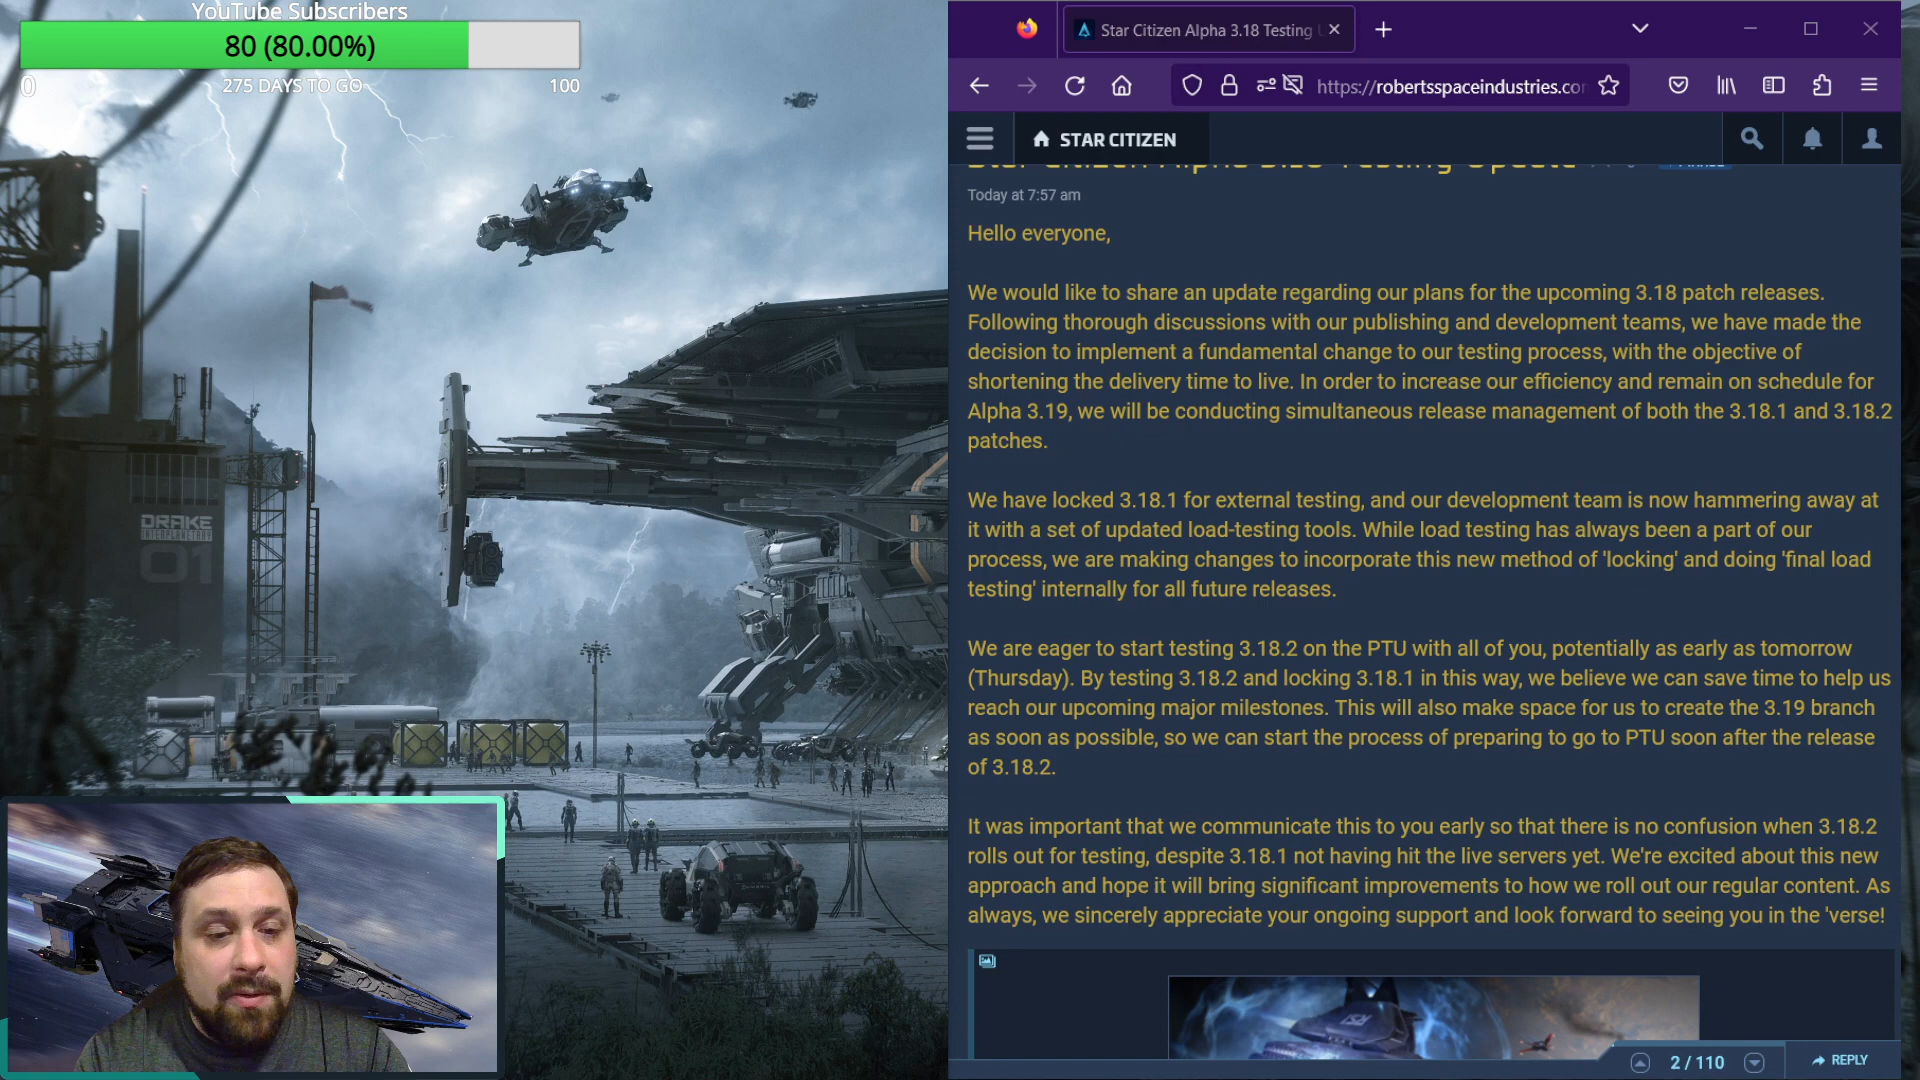 YouTube Subscribers
80 (80.00%)
0 275 DAYS TO GO 100
DRAKE
INTERPLANETARY
01
Star Citizen Alpha 3.18 Testing
https://robertsspaceindustries.co
STAR CITIZEN
Star Citizen Alpha 3.18 Testing Update
Today at 7:57 am
Hello everyone,
We would like to share an update regarding our plans for the upcoming 3.18 patch releases.
Following thorough discussions with our publishing and development teams, we have made the
decision to implement a fundamental change to our testing process, with the objective of
shortening the delivery time to live. In order to increase our efficiency and remain on schedule for
Alpha 3.19, we will be conducting simultaneous release management of both the 3.18.1 and 3.18.2
patches.
We have locked 3.18.1 for external testing, and our development team is now hammering away at
it with a set of updated load-testing tools. While load testing has always been a part of our
process, we are making changes to incorporate this new method of 'locking' and doing 'final load
testing' internally for all future releases.
We are eager to start testing 3.18.2 on the PTU with all of you, potentially as early as tomorrow
(Thursday). By testing 3.18.2 and locking 3.18.1 in this way, we believe we can save time to help us
reach our upcoming major milestones. This will also make space for us to create the 3.19 branch
as soon as possible, so we can start the process of preparing to go to PTU soon after the release
of 3.18.2.
It was important that we communicate this to you early so that there is no confusion when 3.18.2
rolls out for testing, despite 3.18.1 not having hit the live servers yet. We're excited about this new
approach and hope it will bring significant improvements to how we roll out our regular content. As
always, we sincerely appreciate your ongoing support and look forward to seeing you in the 'verse!
2 / 110
REPLY